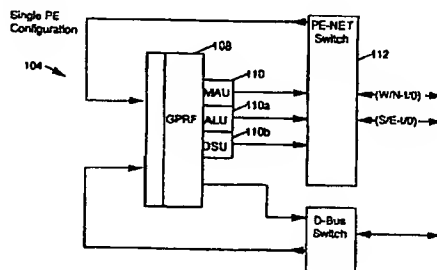 Single PE
Configuration
104
108
GPRF
110
MAU
110a
ALU
110b
DSU
PE-NET
Switch
112
(W/N-I/O)
(S/E-I/O)
D-Bus
Switch